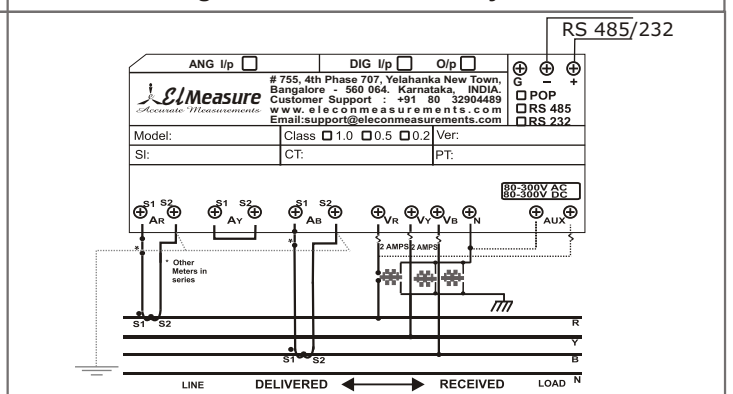 RS 485/232
ANG I/p DIG I/p O/p
G − +
ElMeasure
Accurate Measurements
# 755, 4th Phase 707, Yelahanka New Town,
Bangalore - 560 064. Karnataka, INDIA.
Customer Support : +91 80 32904489
www.eleconmeasurements.com
Email:support@eleconmeasurements.com
POP
RS 485
RS 232
Model: Class 1.0 0.5 0.2 Ver:
Sl: CT: PT:
80-300V AC
80-300V DC
S1 S2 S1 S2 S1 S2
AR AY AB VR VY VB N AUX
2 AMPS 2 AMPS
* *
* Other
Meters in
series
S1 S2 R
Y
S1 S2 B
LINE DELIVERED RECEIVED LOAD N